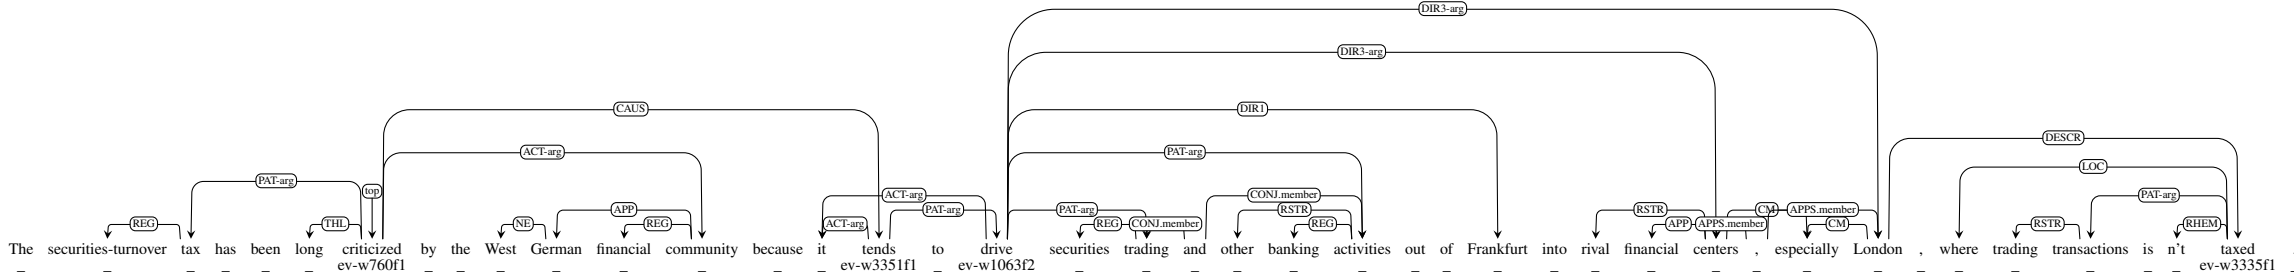 DIR3-arg
DIR3-arg
CAUS DIR1
DESCR
ACT-arg PAT-arg
LOC
PAT-arg top
ACT-arg CONJ.member PAT-arg
APP PAT-arg PAT-arg RSTR RSTR CM APPS.member
REG THL NE REG ACT-arg REG CONJ.member REG APP APPS.member CM RSTR RHEM
The securities-turnover tax has been long criticized by the West German financial community because it tends to drive securities trading and other banking activities out of Frankfurt into rival financial centers , especially London , where trading transactions is n't taxed
_ _ _ _ _ _ ev-w760f1 _ _ _ _ _ _ _ _ ev-w3351f1 _ ev-w1063f2 _ _ _ _ _ _ _ _ _ _ _ _ _ _ _ _ _ _ _ _ _ _ ev-w3335f1